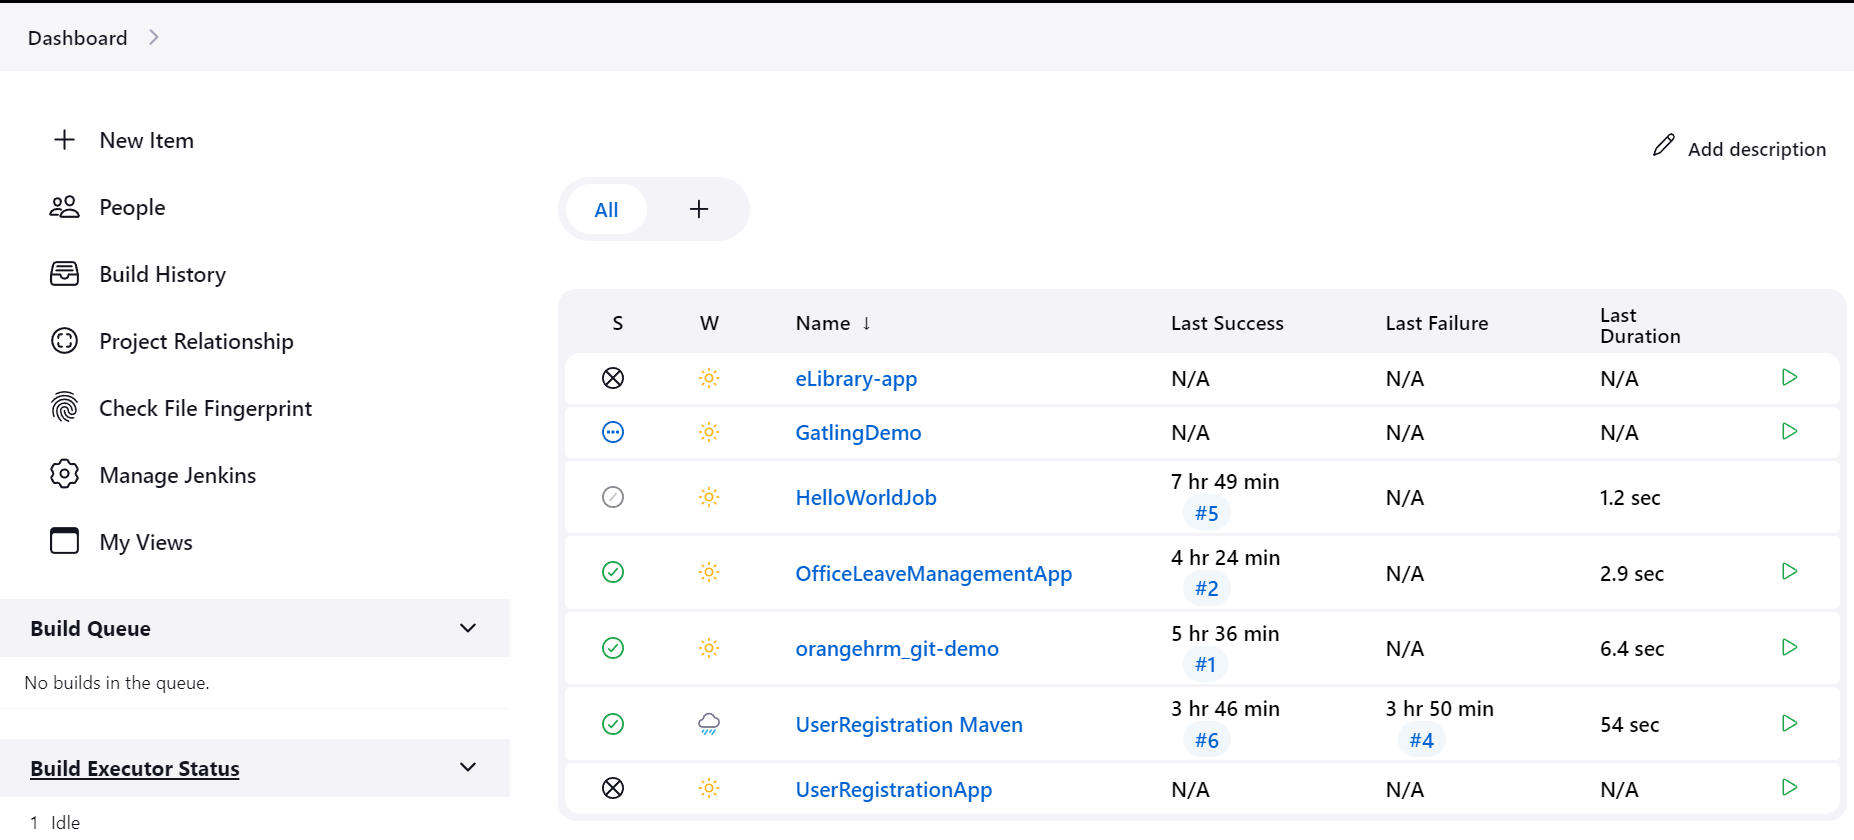 Dashboard
New Item
People
Build History
Project Relationship
Check File Fingerprint
Manage Jenkins
My Views
Build Queue
No builds in the queue.
Build Executor Status
1 Idle
Add description
All
S W Name ↓ Last Success Last Failure Last Duration
eLibrary-app N/A N/A N/A
GatlingDemo N/A N/A N/A
HelloWorldJob 7 hr 49 min #5 N/A 1.2 sec
OfficeLeaveManagementApp 4 hr 24 min #2 N/A 2.9 sec
orangehrm_git-demo 5 hr 36 min #1 N/A 6.4 sec
UserRegistration Maven 3 hr 46 min #6 3 hr 50 min #4 54 sec
UserRegistrationApp N/A N/A N/A